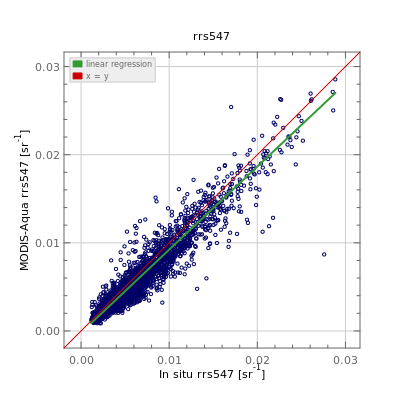 rrs547
linear regression
x = y
0.03
0.02
0.01
0.00
MODIS-Aqua rrs547 [sr⁻¹]
0.00 0.01 0.02 0.03
In situ rrs547 [sr⁻¹]